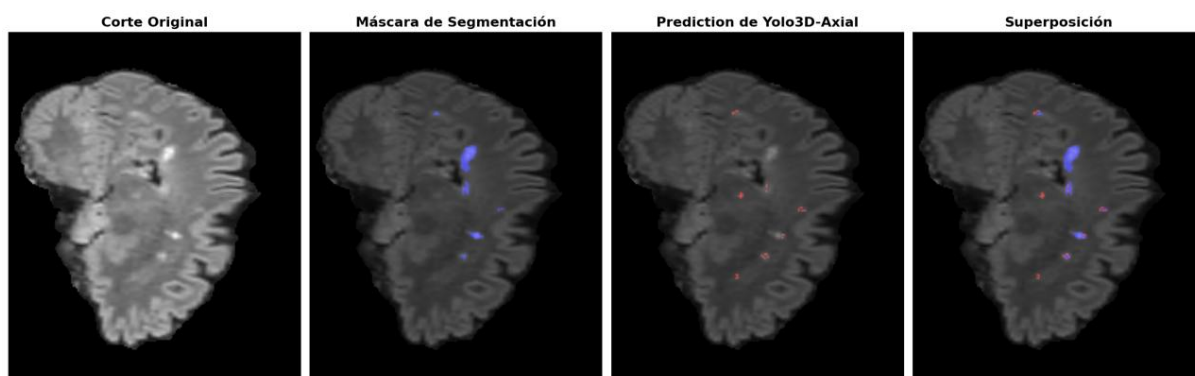 Corte Original
Máscara de Segmentación
Prediction de Yolo3D-Axial
Superposición